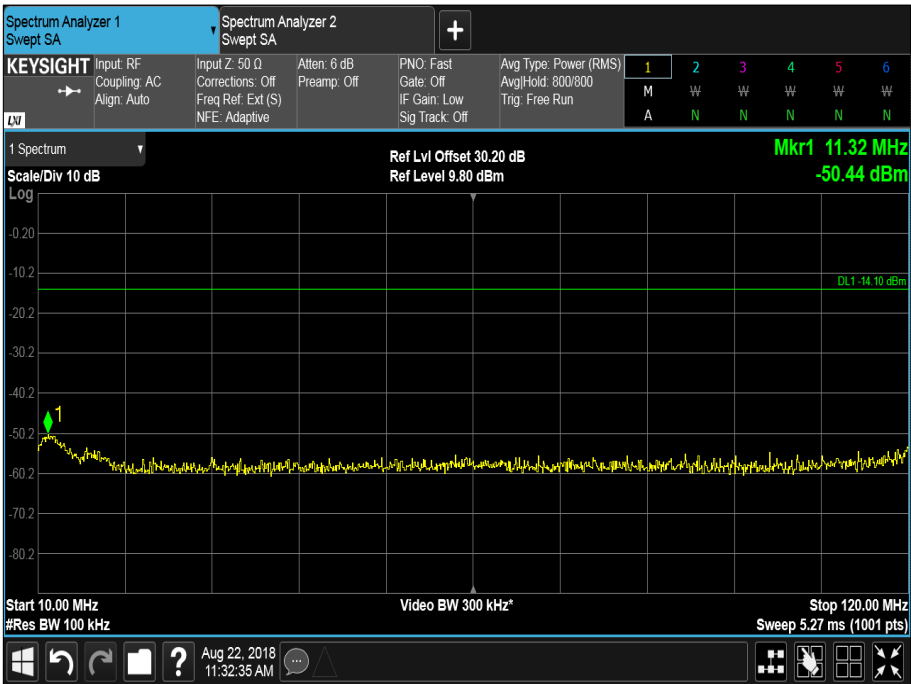 Spectrum Analyzer 1
Swept SA
Spectrum Analyzer 2
Swept SA
+
KEYSIGHT
LXI
Input: RF
Coupling: AC
Align: Auto
Input Z: 50 Ω
Corrections: Off
Freq Ref: Ext (S)
NFE: Adaptive
Atten: 6 dB
Preamp: Off
PNO: Fast
Gate: Off
IF Gain: Low
Sig Track: Off
Avg Type: Power (RMS)
Avg|Hold: 800/800
Trig: Free Run
1 2 3 4 5 6
M W W W W W
A N N N N N
1 Spectrum
Scale/Div 10 dB
Ref Lvl Offset 30.20 dB
Ref Level 9.80 dBm
Mkr1 11.32 MHz
-50.44 dBm
Log
-0.20
-10.2
DL1 -14.10 dBm
-20.2
-30.2
-40.2
1
-50.2
-60.2
-70.2
-80.2
Start 10.00 MHz
#Res BW 100 kHz
Video BW 300 kHz*
Stop 120.00 MHz
Sweep 5.27 ms (1001 pts)
?
Aug 22, 2018
11:32:35 AM